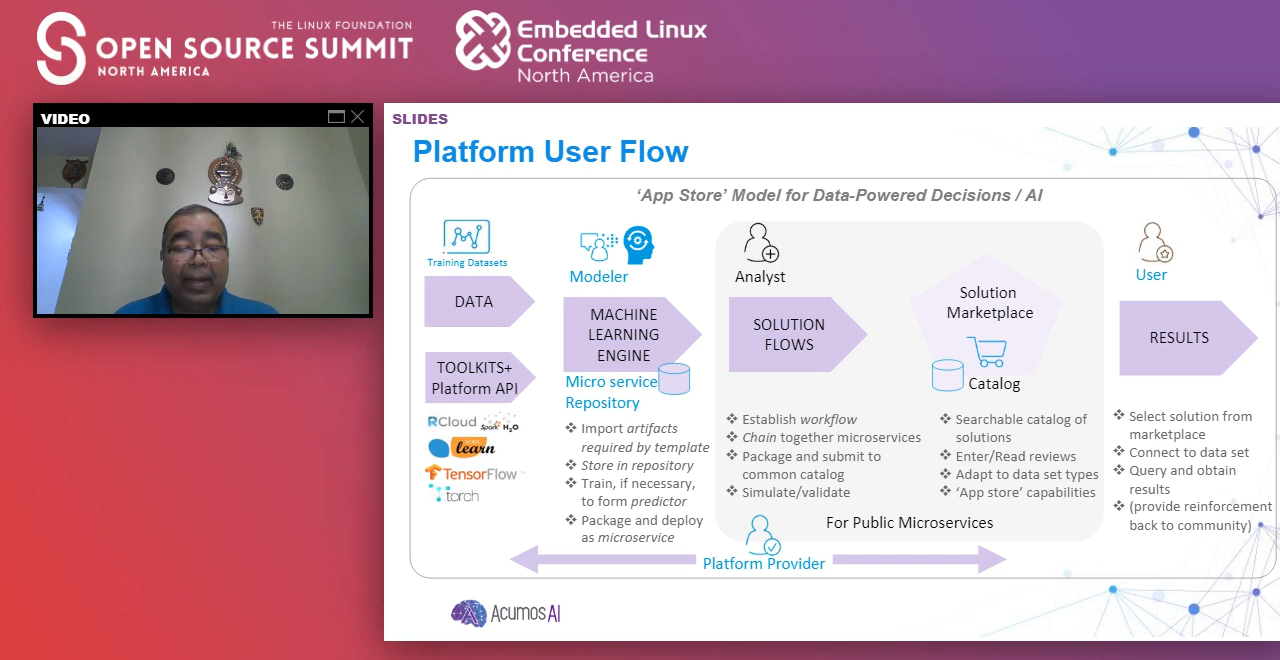 THE LINUX FOUNDATION
OPEN SOURCE SUMMIT
NORTH AMERICA
Embedded Linux
Conference
North America
VIDEO
SLIDES
Platform User Flow
‘App Store’ Model for Data-Powered Decisions / AI
Training Datasets
DATA
TOOLKITS+
Platform API
RCloud
Spark
H2O
learn
TensorFlow
torch
Modeler
MACHINE
LEARNING
ENGINE
Micro service
Repository
❖ Import artifacts
required by template
❖ Store in repository
❖ Train, if necessary,
to form predictor
❖ Package and deploy
as microservice
Analyst
SOLUTION
FLOWS
❖ Establish workflow
❖ Chain together microservices
❖ Package and submit to
common catalog
❖ Simulate/validate
Solution
Marketplace
Catalog
❖ Searchable catalog of
solutions
❖ Enter/Read reviews
❖ Adapt to data set types
❖ ‘App store’ capabilities
For Public Microservices
User
RESULTS
❖ Select solution from
marketplace
❖ Connect to data set
❖ Query and obtain
results
❖ (provide reinforcement
back to community)
Platform Provider
Acumos AI